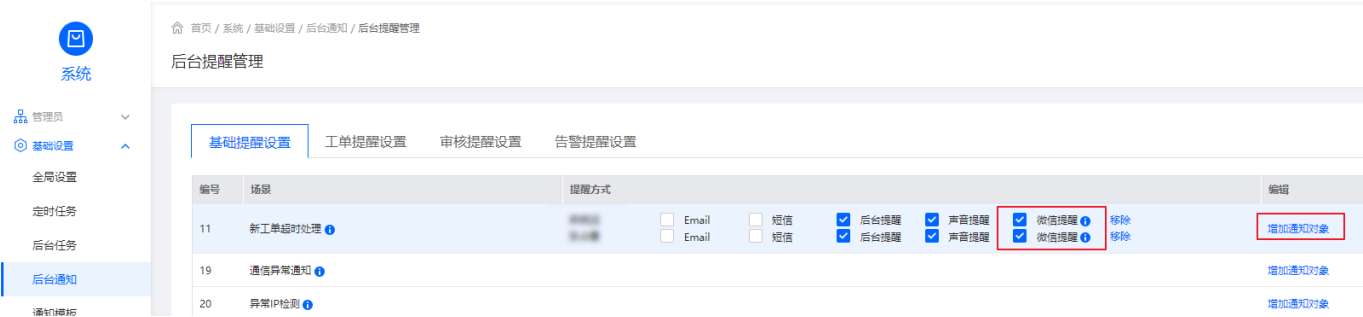 首页 / 系统 / 基础设置 / 后台通知 / 后台提醒管理
后台提醒管理
系统
管理员
基础设置
全局设置
定时任务
后台任务
后台通知
通知模板
基础提醒设置 工单提醒设置 审核提醒设置 告警提醒设置
编号 场景 提醒方式 编辑
11 新工单超时处理 Email 短信 后台提醒 声音提醒 微信提醒 移除 增加通知对象
Email 短信 后台提醒 声音提醒 微信提醒 移除
19 通信异常通知 增加通知对象
20 异常IP检测 增加通知对象